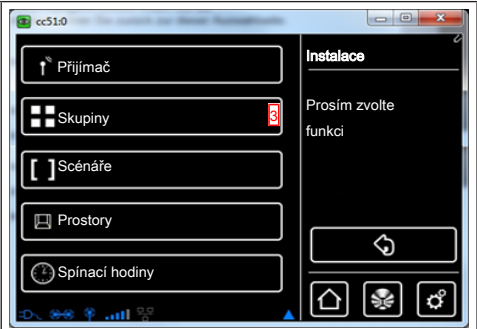 cc51:0
Přijímač
Skupiny
3
Scénáře
Prostory
Spínací hodiny
Instalace
Prosím zvolte
funkci